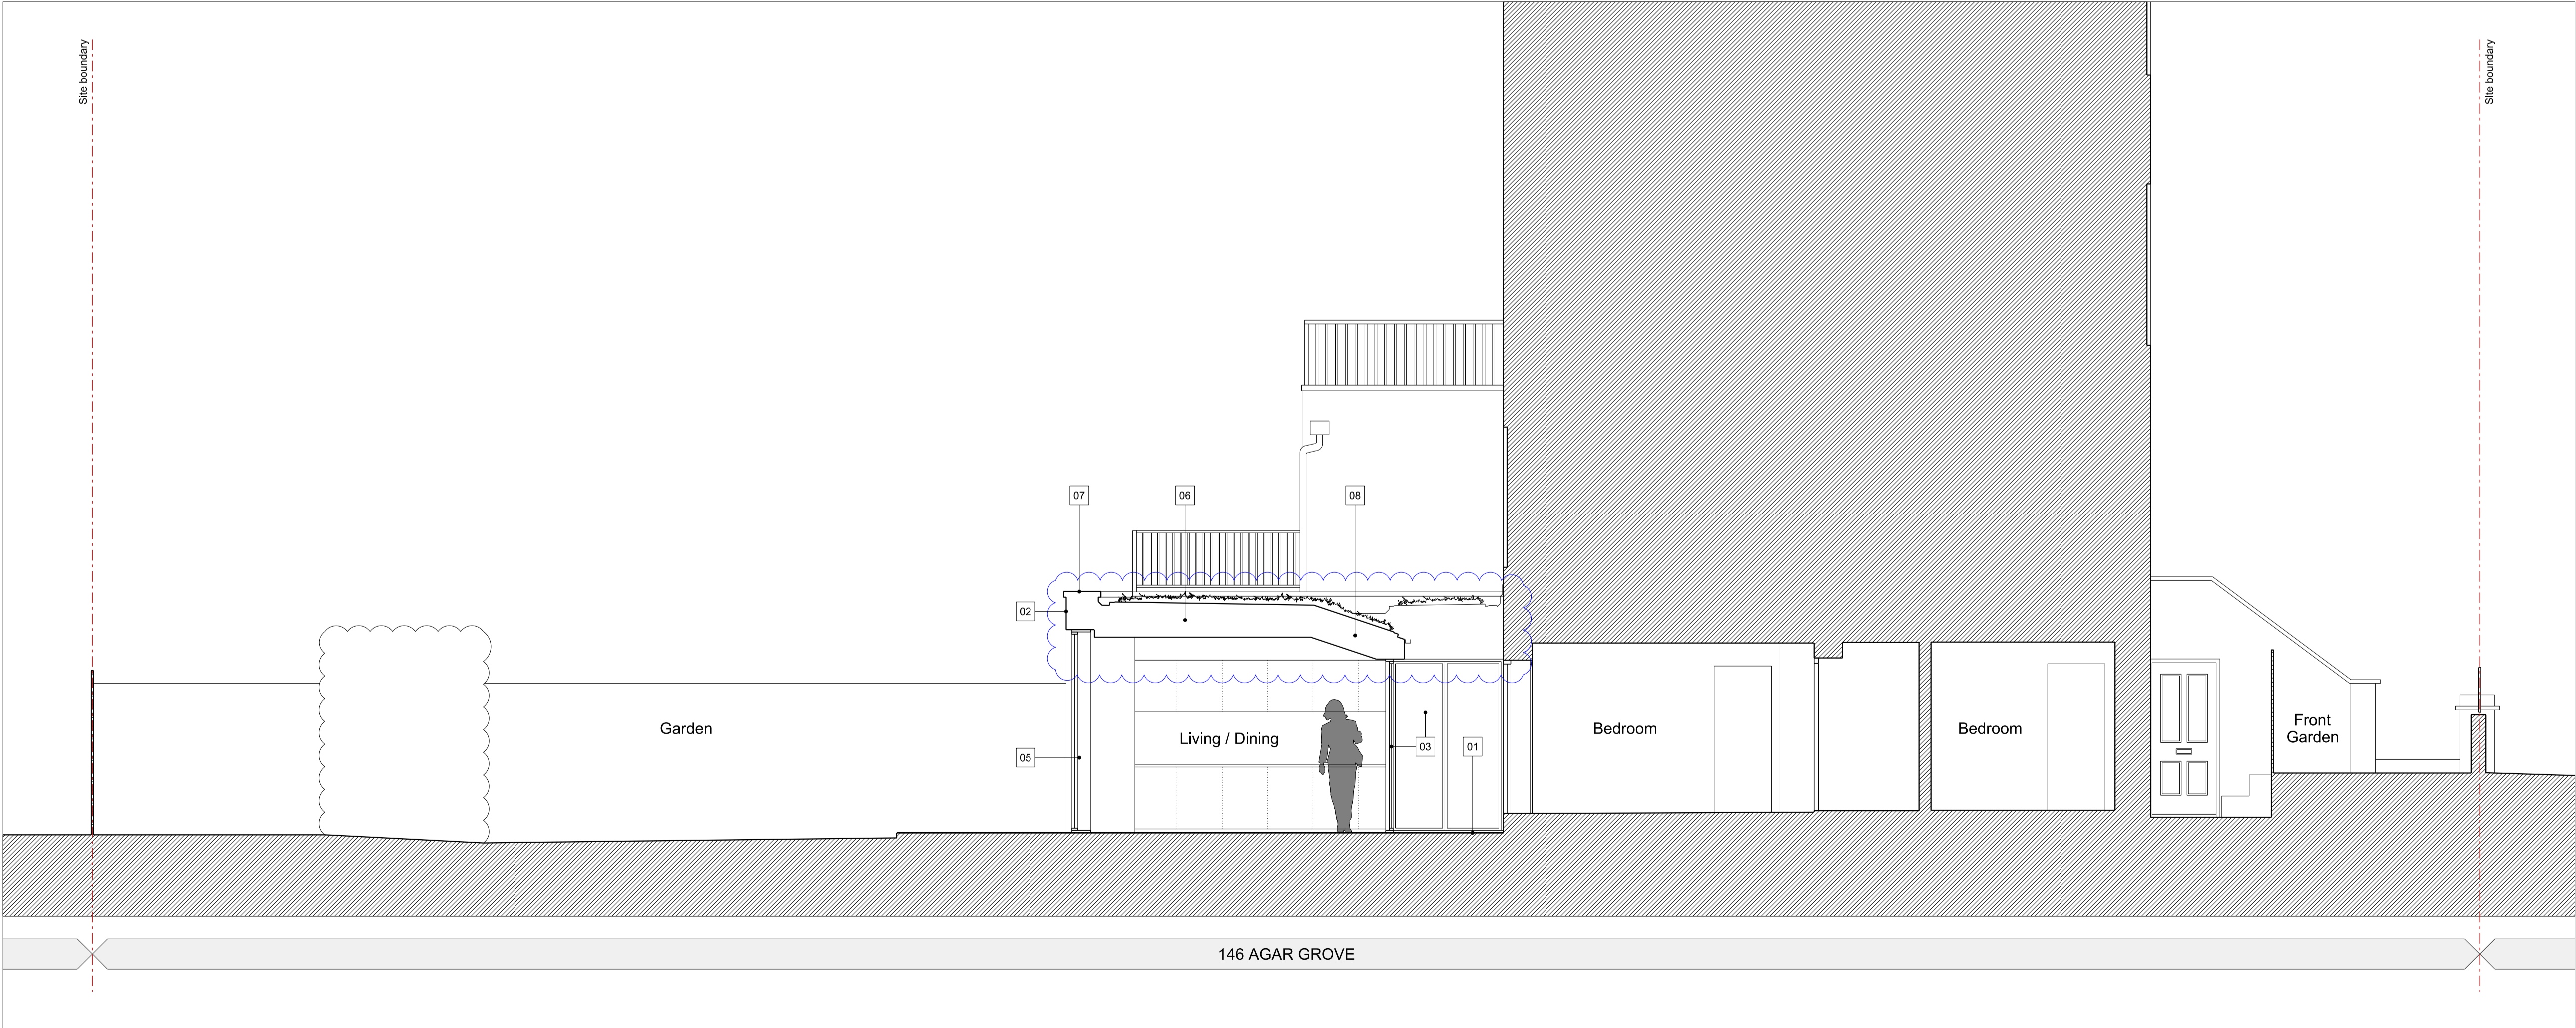 Site boundary
Site boundary
07
06
08
02
Garden
Living / Dining
03
01
05
Bedroom
Bedroom
Front
Garden
146 AGAR GROVE